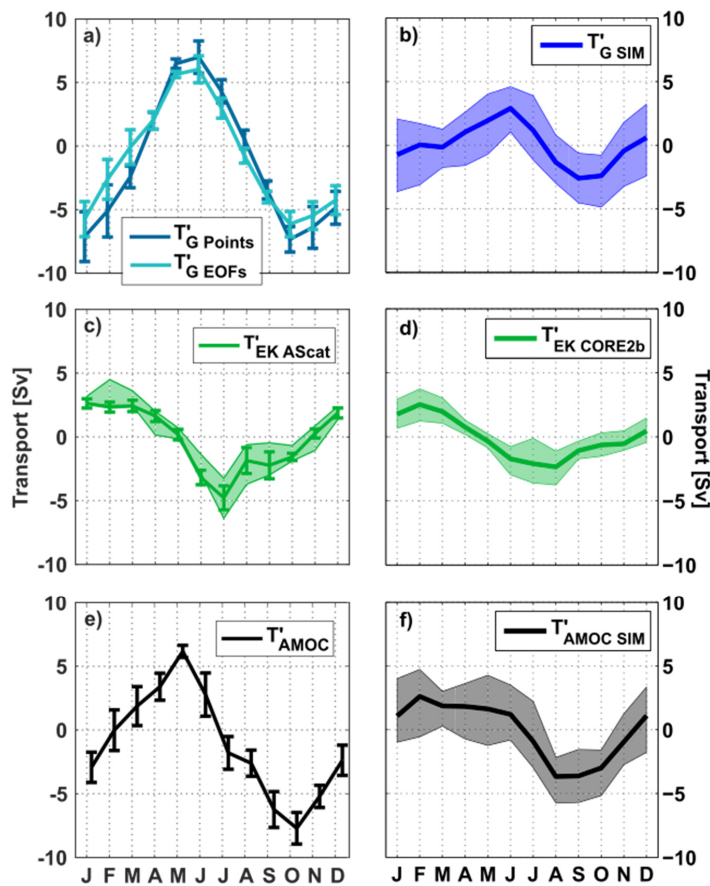 10
5
0
-5
-10
a)
T'G Points
T'G EOFs
b)
T'G SIM
10
5
0
−5
−10
Transport [Sv]
10
5
0
-5
-10
c)
T'EK AScat
d)
T'EK CORE2b
10
5
0
−5
−10
Transport [Sv]
10
5
0
-5
-10
e)
T'AMOC
f)
T'AMOC SIM
10
5
0
−5
−10
J F M A M J J A S O N D
J F M A M J J A S O N D